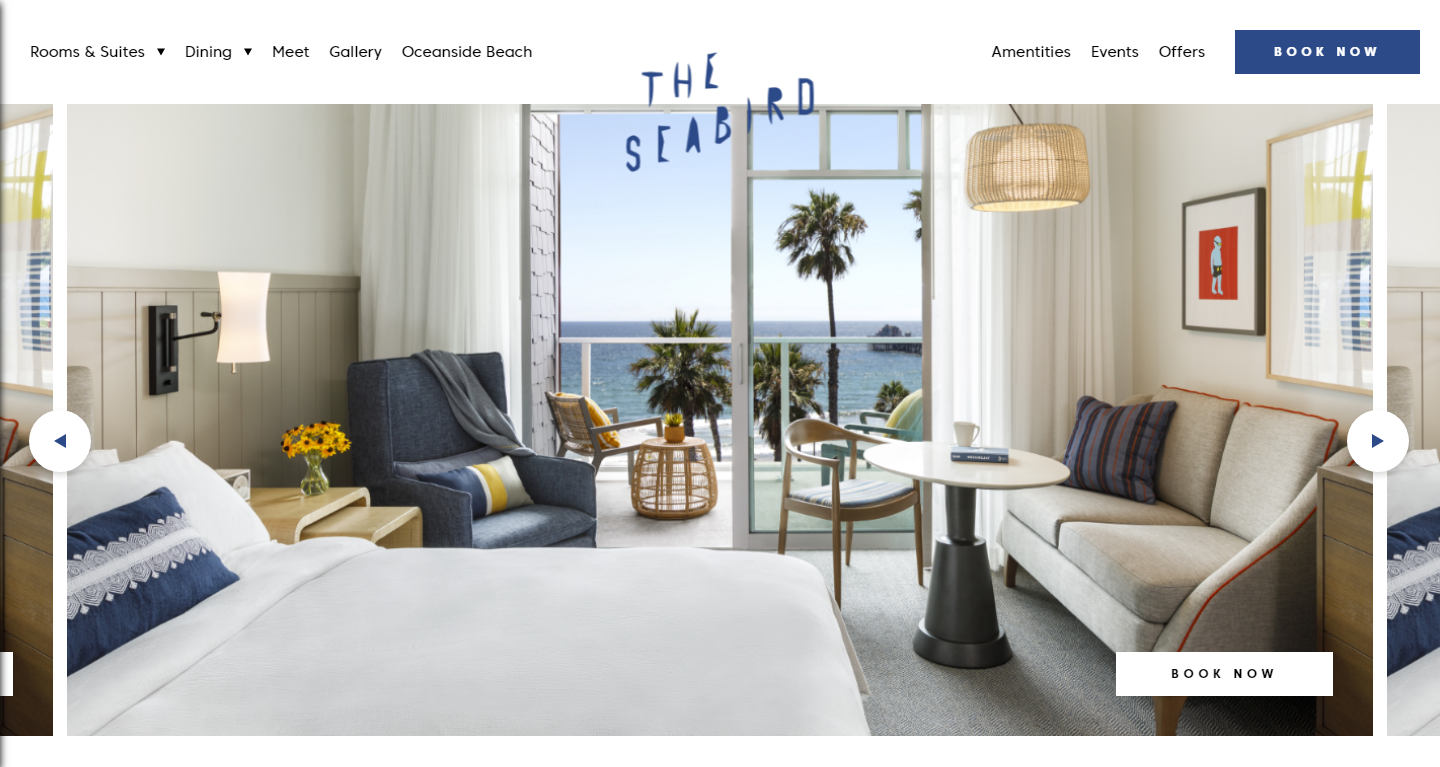 Rooms & Suites ▼ Dining ▼ Meet Gallery Oceanside Beach
THE
SEABIRD
Amentities Events Offers BOOK NOW
BOOK NOW